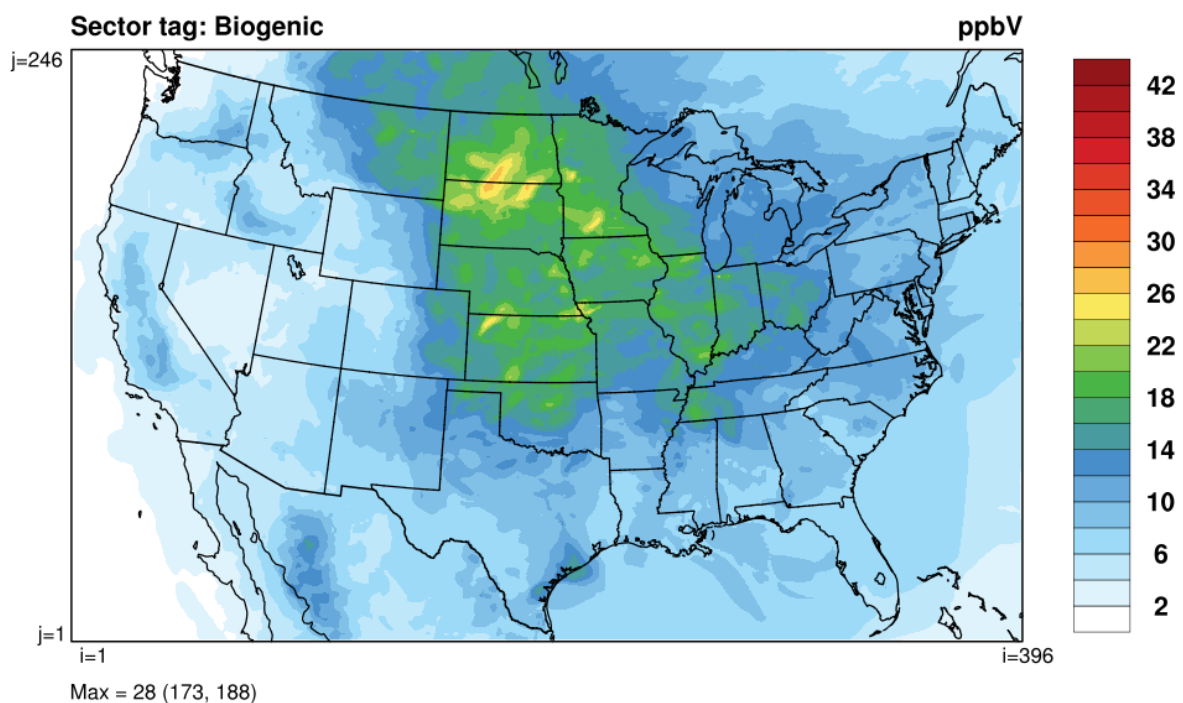 Sector tag: Biogenic ppbV
j=246
42
38
34
30
26
22
18
14
10
6
2
j=1
i=1 i=396
Max = 28 (173, 188)